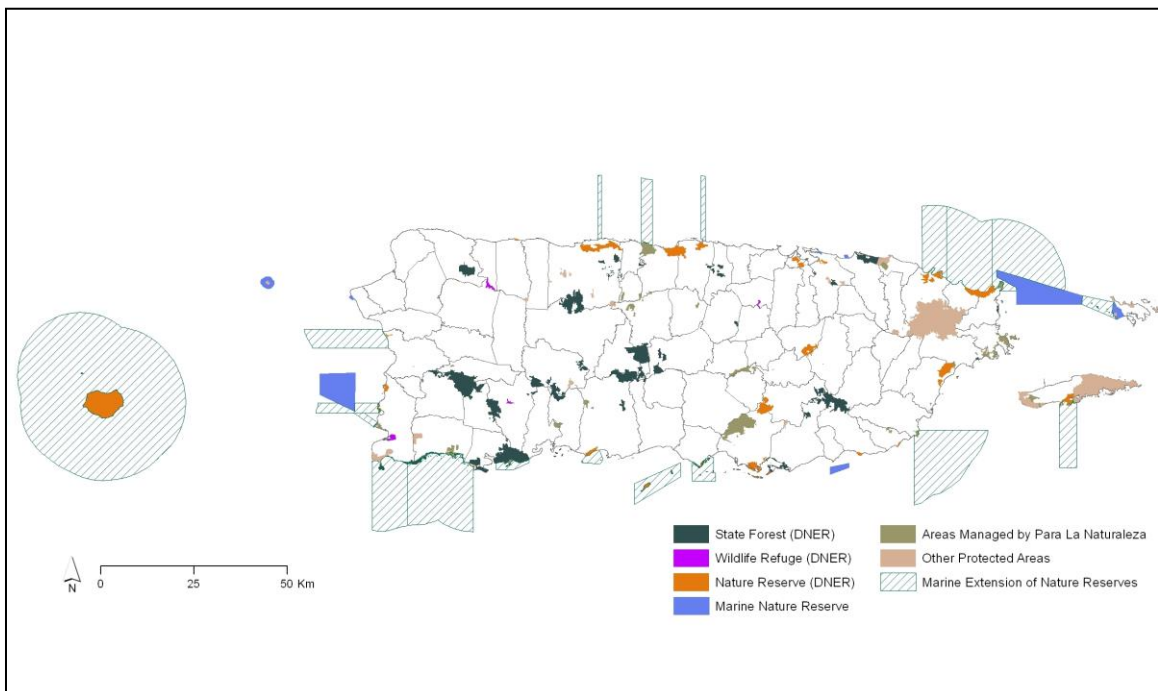 N
0 25 50 Km
State Forest (DNER)
Wildlife Refuge (DNER)
Nature Reserve (DNER)
Marine Nature Reserve
Areas Managed by Para La Naturaleza
Other Protected Areas
Marine Extension of Nature Reserves